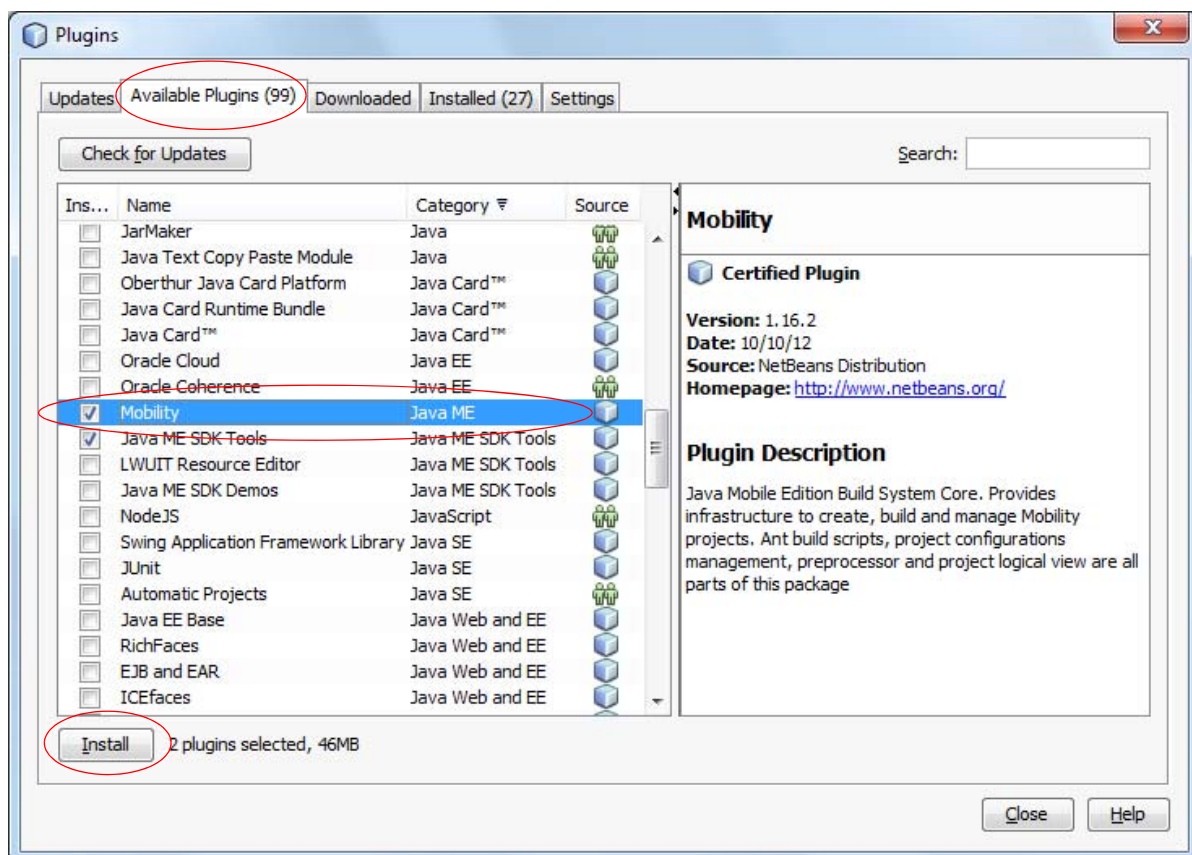 Plugins
Updates Available Plugins (99) Downloaded Installed (27) Settings
Check for Updates Search:
Ins... Name Category Source
JarMaker Java
Java Text Copy Paste Module Java
Oberthur Java Card Platform Java Card™
Java Card Runtime Bundle Java Card™
Java Card™ Java Card™
Oracle Cloud Java EE
Oracle Coherence Java EE
Mobility Java ME
Java ME SDK Tools Java ME SDK Tools
LWUIT Resource Editor Java ME SDK Tools
Java ME SDK Demos Java ME SDK Tools
NodeJS JavaScript
Swing Application Framework Library Java SE
JUnit Java SE
Automatic Projects Java SE
Java EE Base Java Web and EE
RichFaces Java Web and EE
EJB and EAR Java Web and EE
ICEfaces Java Web and EE
Mobility
Certified Plugin
Version: 1.16.2
Date: 10/10/12
Source: NetBeans Distribution
Homepage: http://www.netbeans.org/
Plugin Description
Java Mobile Edition Build System Core. Provides
infrastructure to create, build and manage Mobility
projects. Ant build scripts, project configurations
management, preprocessor and project logical view are all
parts of this package
Install 2 plugins selected, 46MB
Close Help